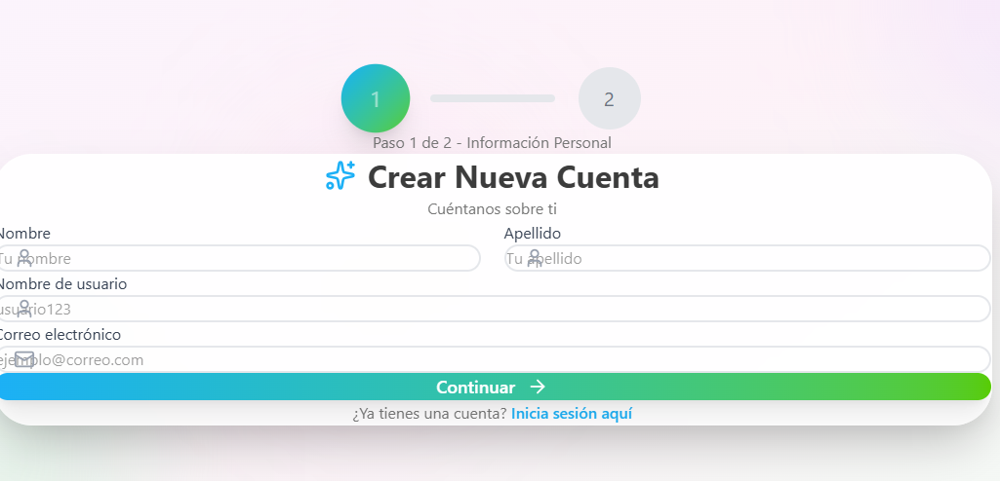 1
2
Paso 1 de 2 - Información Personal
Crear Nueva Cuenta
Cuéntanos sobre ti
Nombre
Apellido
Tu nombre
Tu apellido
Nombre de usuario
usuario123
Correo electrónico
ejemplo@correo.com
Continuar
¿Ya tienes una cuenta? Inicia sesión aquí